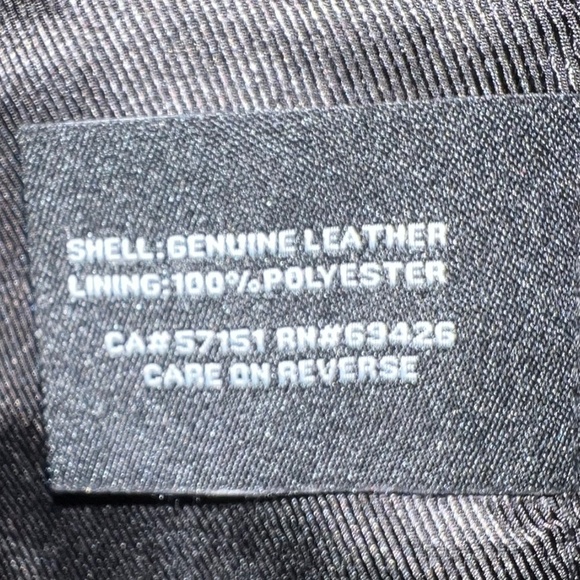 SHELL:GENUINE LEATHER
LINING:100%POLYESTER
CA#57151 RN#69426
CARE ON REVERSE